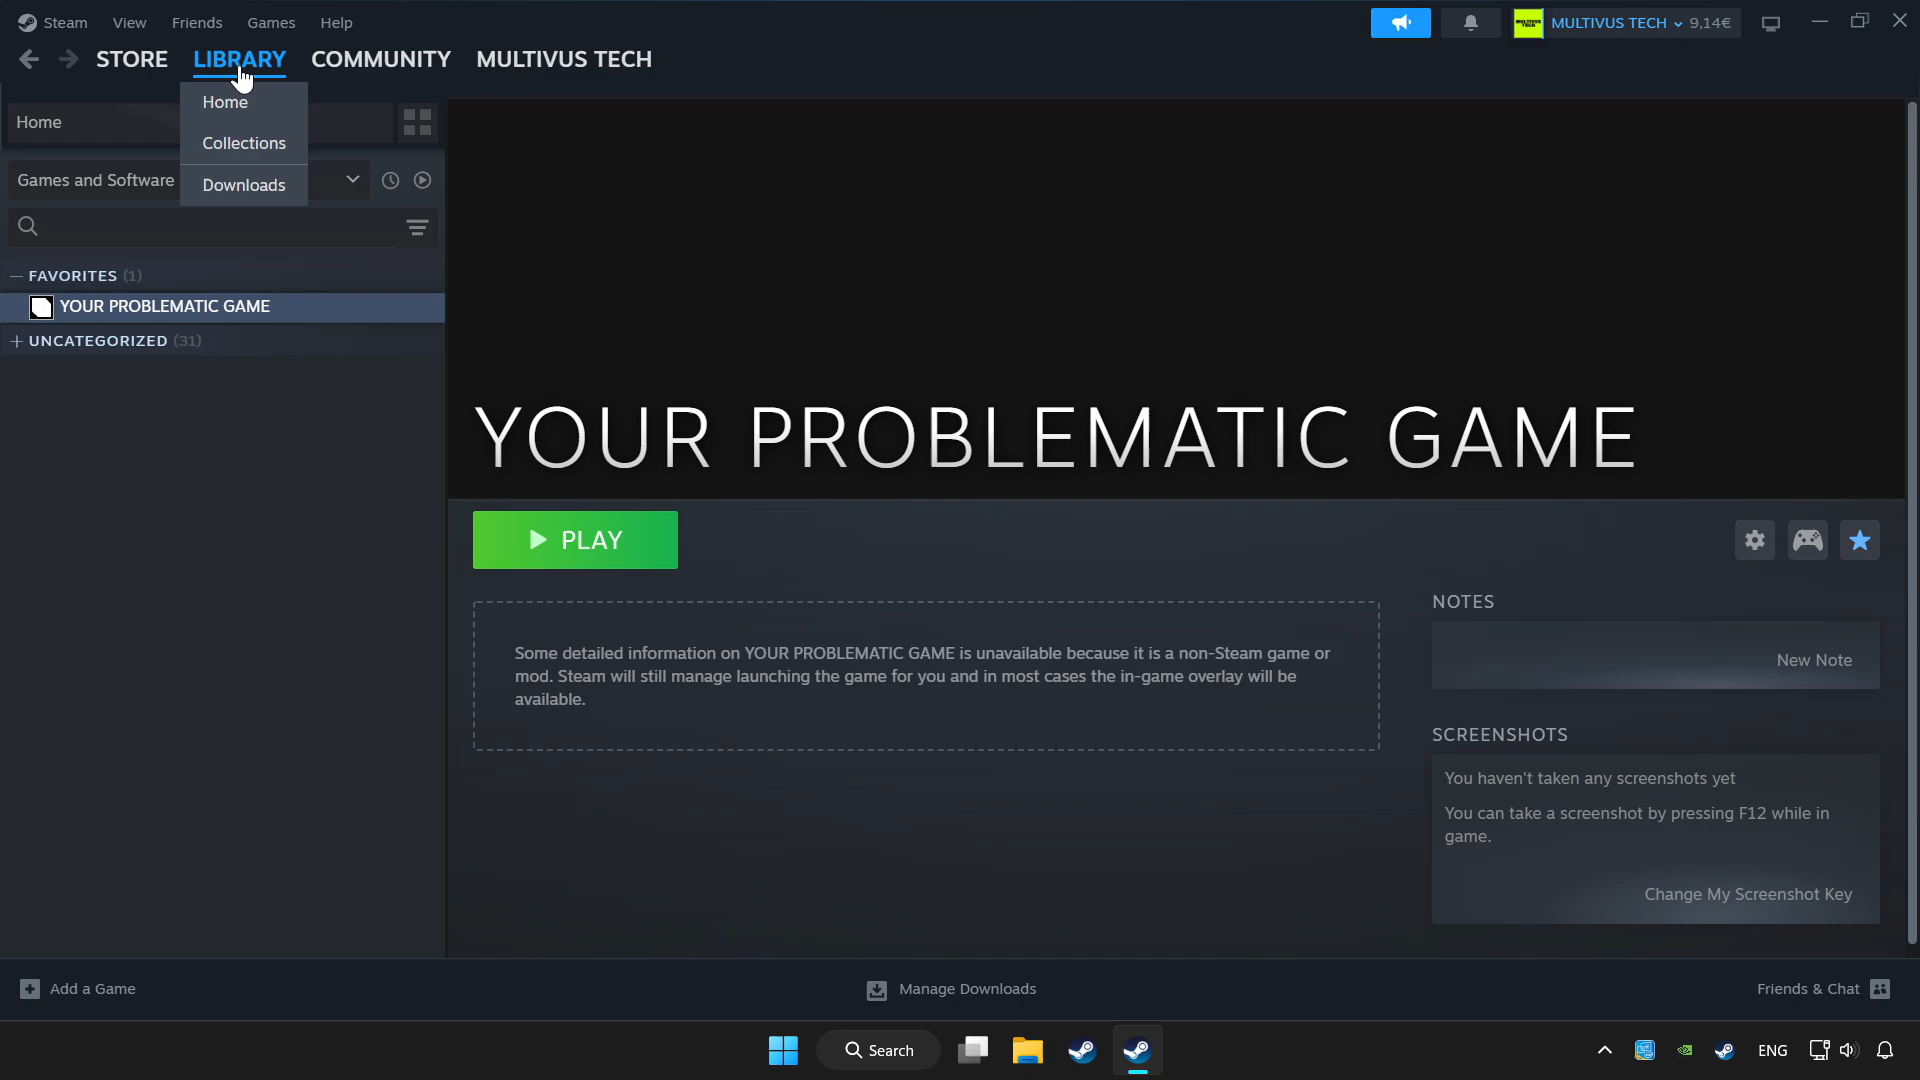 Steam View Friends Games Help
MULTIVUS TECH 9,14€
STORE LIBRARY COMMUNITY MULTIVUS TECH
Home
Collections
Downloads
Home
Games and Software
FAVORITES (1)
YOUR PROBLEMATIC GAME
UNCATEGORIZED (31)
YOUR PROBLEMATIC GAME
PLAY
Some detailed information on YOUR PROBLEMATIC GAME is unavailable because it is a non-Steam game or
mod. Steam will still manage launching the game for you and in most cases the in-game overlay will be
available.
NOTES
New Note
SCREENSHOTS
You haven't taken any screenshots yet
You can take a screenshot by pressing F12 while in
game.
Change My Screenshot Key
Add a Game
Manage Downloads
Friends & Chat
Search
ENG